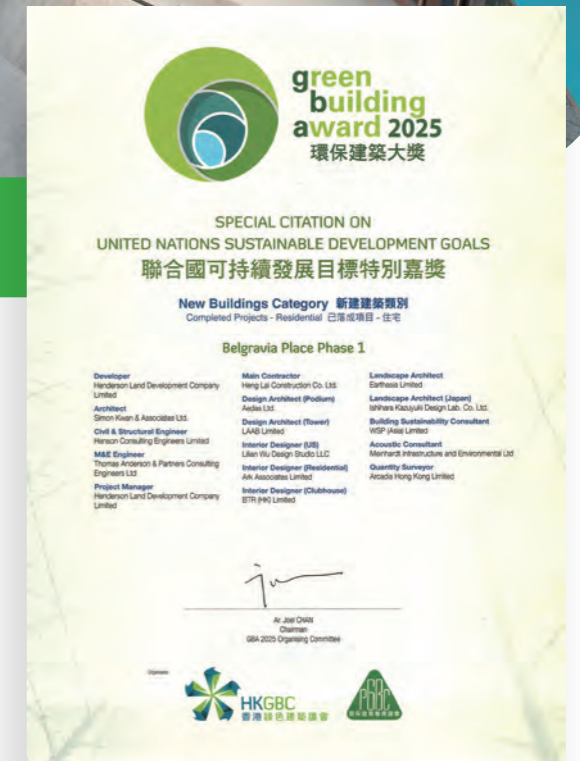 green
building
award 2025
環保建築大獎
SPECIAL CITATION ON
UNITED NATIONS SUSTAINABLE DEVELOPMENT GOALS
聯合國可持續發展目標特別嘉獎
New Buildings Category 新建建築類別
Completed Projects - Residential 已落成項目 - 住宅
Belgravia Place Phase 1
Developer
Henderson Land Development Company
Limited
Architect
Simon Kwan & Associates Ltd.
Civil & Structural Engineer
Henson Consulting Engineers Limited
M&E Engineer
Thomas Anderson & Partners Consulting
Engineers Ltd
Project Manager
Henderson Land Development Company
Limited
Main Contractor
Heng Lai Construction Co. Ltd.
Design Architect (Podium)
Aedas Ltd.
Design Architect (Tower)
LAAB Limited
Interior Designer (US)
Lilian Wu Design Studio LLC
Interior Designer (Residential)
Ark Associates Limited
Interior Designer (Clubhouse)
BTR (HK) Limited
Landscape Architect
Earthasia Limited
Landscape Architect (Japan)
Ishihara Kazuyuki Design Lab. Co. Ltd.
Building Sustainability Consultant
WSP (Asia) Limited
Acoustic Consultant
Meinhardt Infrastructure and Environmental Ltd
Quantity Surveyor
Arcadis Hong Kong Limited
Ar. Joel CHAN
Chairman
GBA 2025 Organising Committee
HKGBC
香港綠色建築議會
PGBC